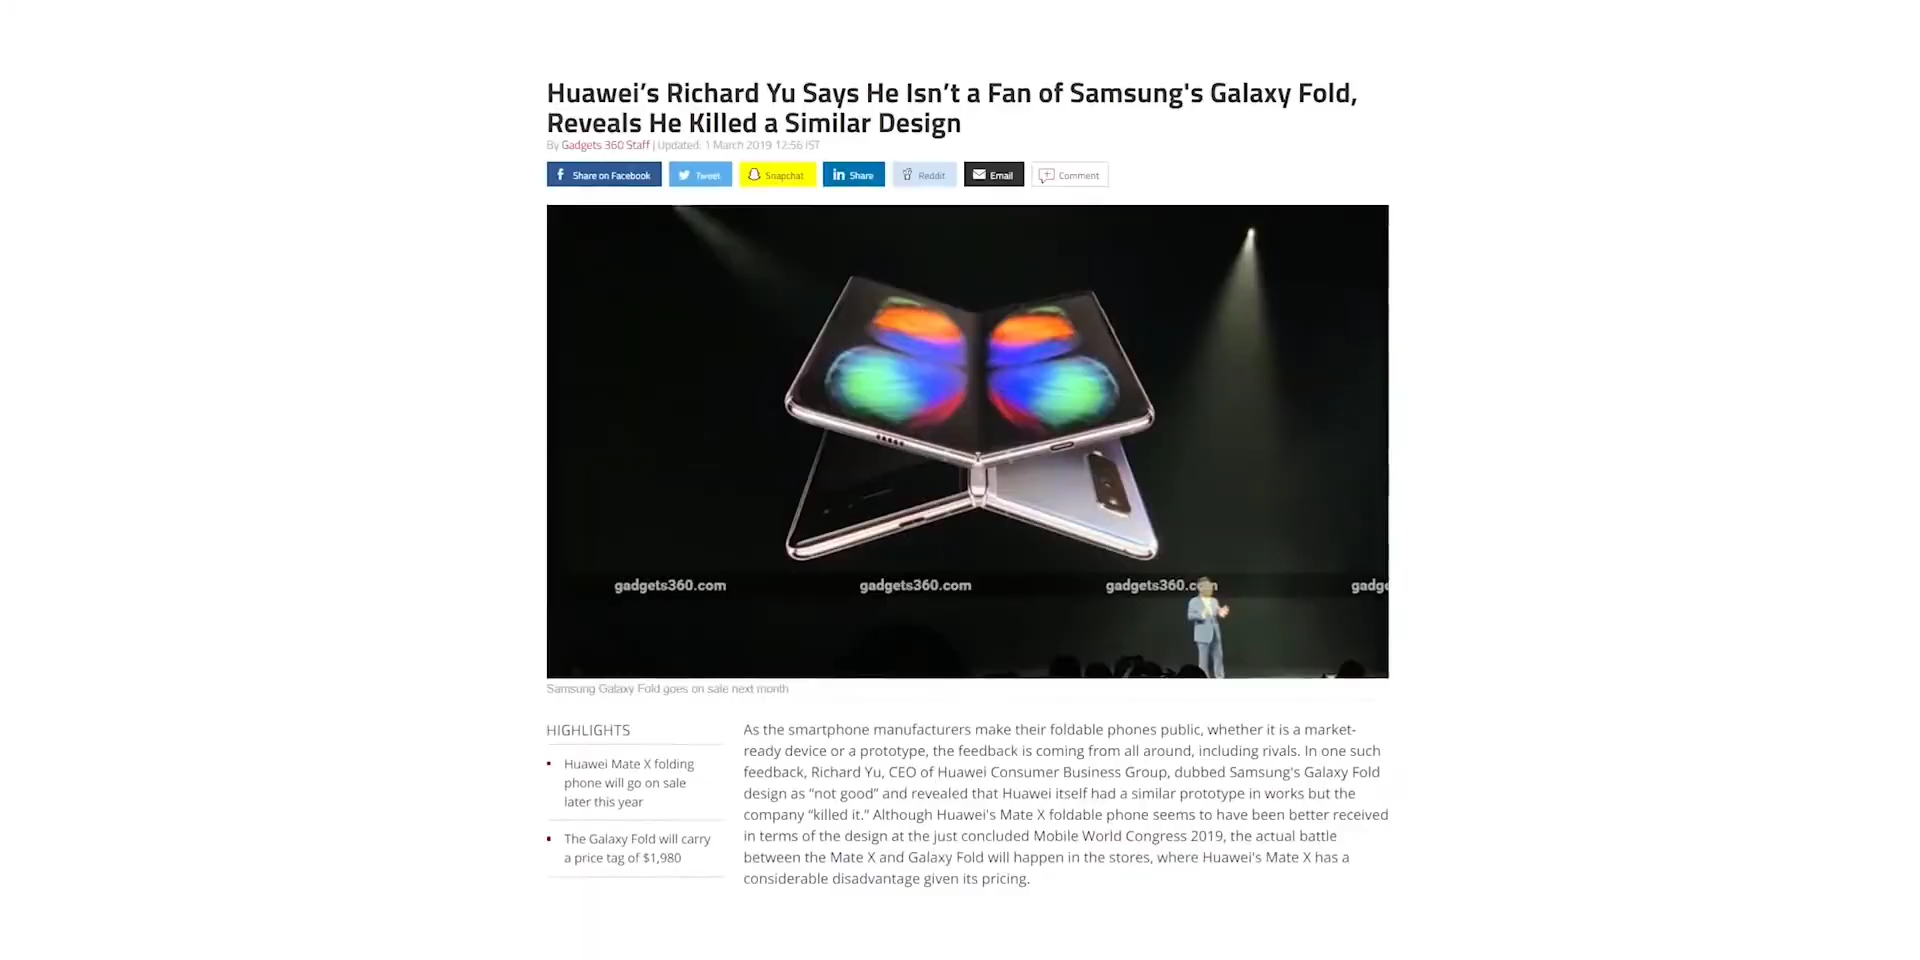 Huawei’s Richard Yu Says He Isn’t a Fan of Samsung's Galaxy Fold,
Reveals He Killed a Similar Design
By Gadgets 360 Staff | Updated: 1 March 2019 12:56 IST
Share on Facebook
Tweet
Snapchat
in Share
Reddit
Email
Comment
gadgets360.com gadgets360.com gadgets360.com gadge
Samsung Galaxy Fold goes on sale next month
HIGHLIGHTS
Huawei Mate X folding
phone will go on sale
later this year
The Galaxy Fold will carry
a price tag of $1,980
As the smartphone manufacturers make their foldable phones public, whether it is a market-
ready device or a prototype, the feedback is coming from all around, including rivals. In one such
feedback, Richard Yu, CEO of Huawei Consumer Business Group, dubbed Samsung's Galaxy Fold
design as “not good” and revealed that Huawei itself had a similar prototype in works but the
company “killed it.” Although Huawei's Mate X foldable phone seems to have been better received
in terms of the design at the just concluded Mobile World Congress 2019, the actual battle
between the Mate X and Galaxy Fold will happen in the stores, where Huawei's Mate X has a
considerable disadvantage given its pricing.